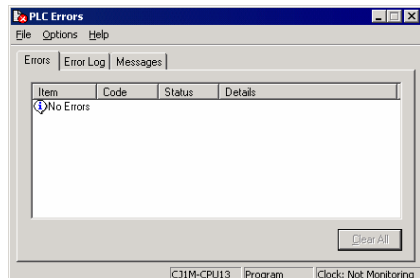 PLC Errors
File Options Help
Errors Error Log Messages
Item Code Status Details
No Errors
Clear All
CJ1M-CPU13 Program Clock: Not Monitoring